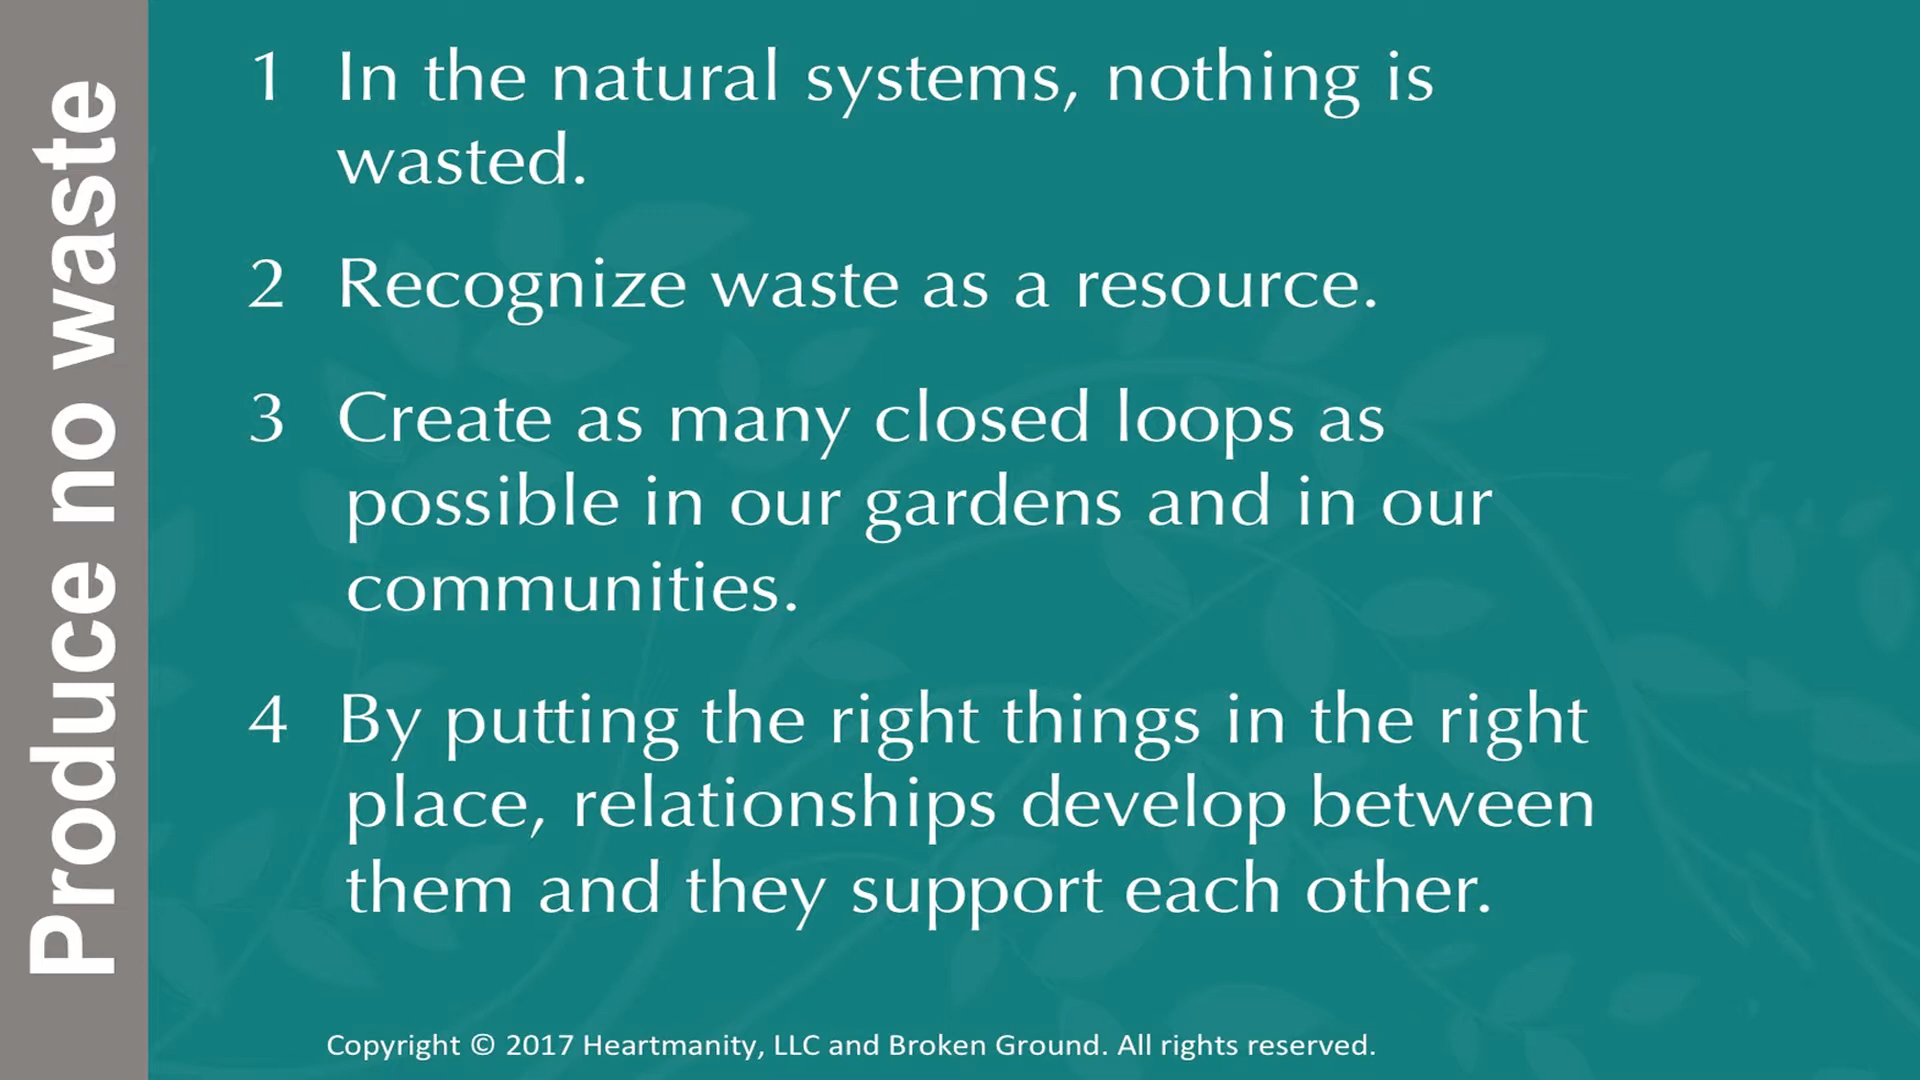 Produce no waste
1 In the natural systems, nothing is
wasted.
2 Recognize waste as a resource.
3 Create as many closed loops as
possible in our gardens and in our
communities.
4 By putting the right things in the right
place, relationships develop between
them and they support each other.
Copyright © 2017 Heartmanity, LLC and Broken Ground. All rights reserved.